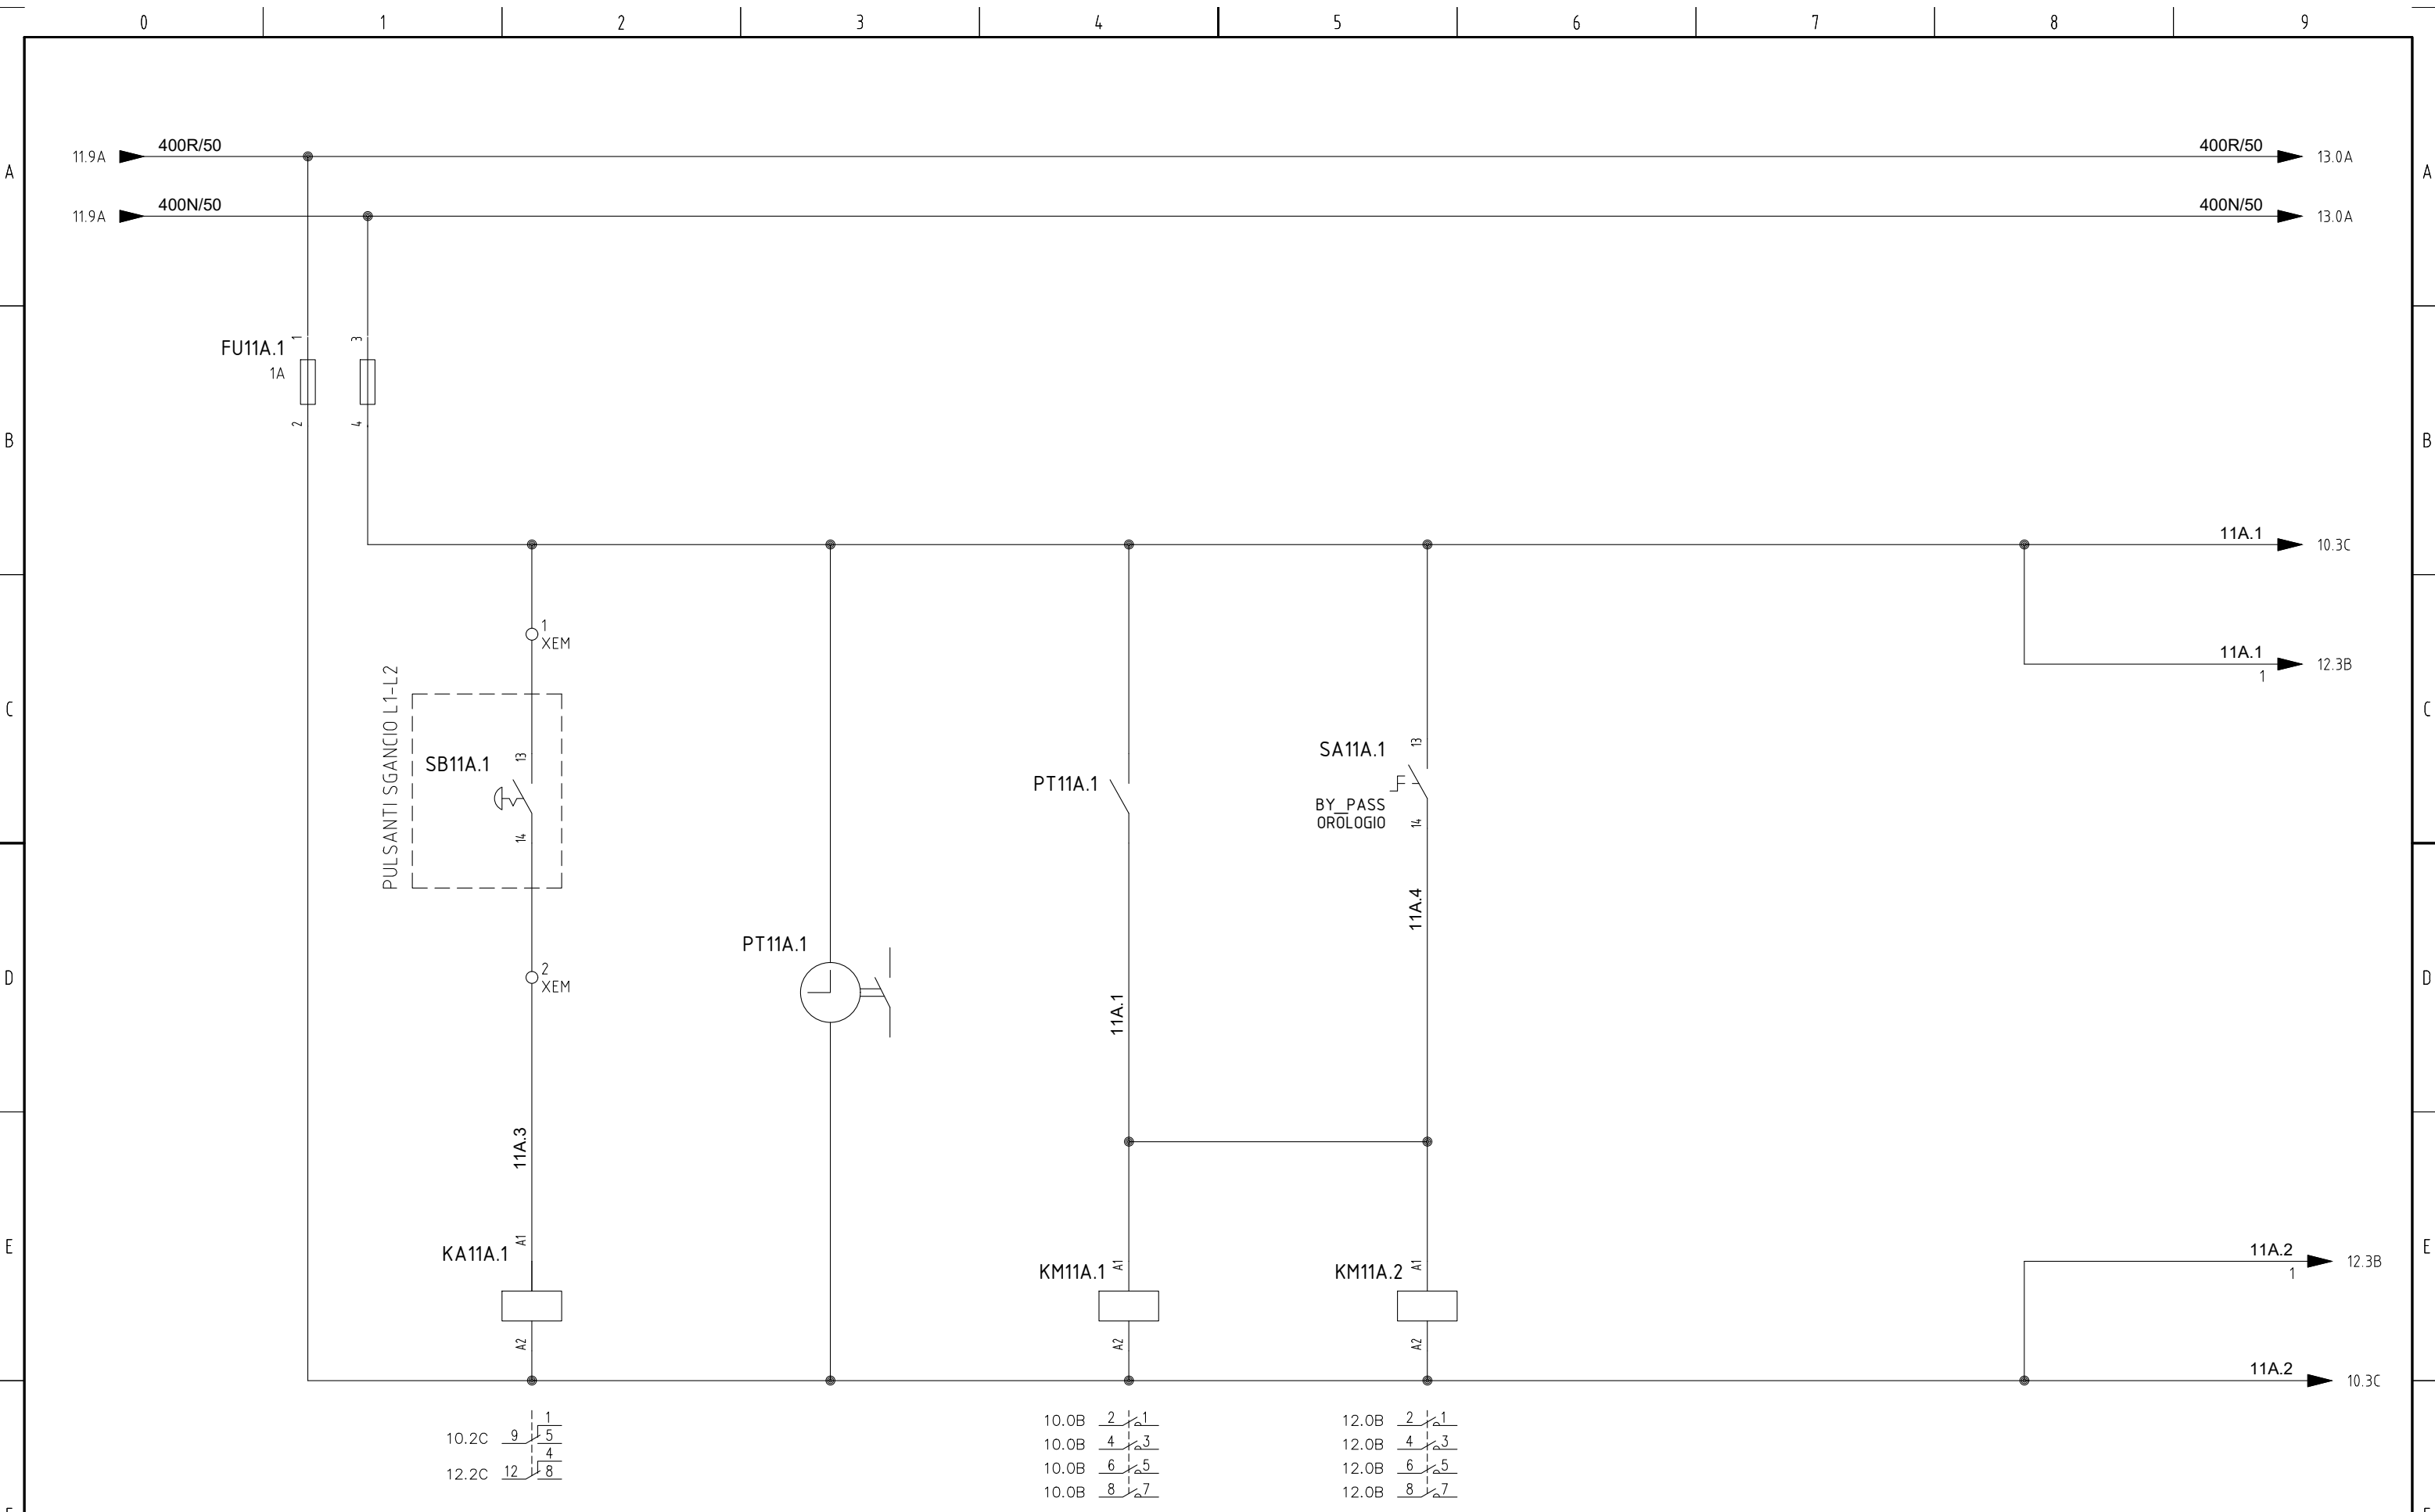 0 1 2 3 4 5 6 7 8 9
A A
11.9A 400R/50 400R/50 13.0A
11.9A 400N/50 400N/50 13.0A
B B
FU11A.1
1A
1 3
2 4
11A.1 10.3C
11A.1 12.3B
1
C C
1
XEM
PULSANTI SGANCIO L1-L2
SB11A.1
13
14
PT11A.1
SA11A.1
13
BY_PASS
OROLOGIO
14
11A.4
D D
2
XEM
PT11A.1
11A.1
11A.3
E E
KA11A.1
A1
A2
KM11A.1
A1
A2
KM11A.2
A1
A2
11A.2 12.3B
1
11A.2 10.3C
1
10.2C 9 5
4
12.2C 12 8
10.0B 2 1
10.0B 4 3
10.0B 6 5
10.0B 8 7
12.0B 2 1
12.0B 4 3
12.0B 6 5
12.0B 8 7